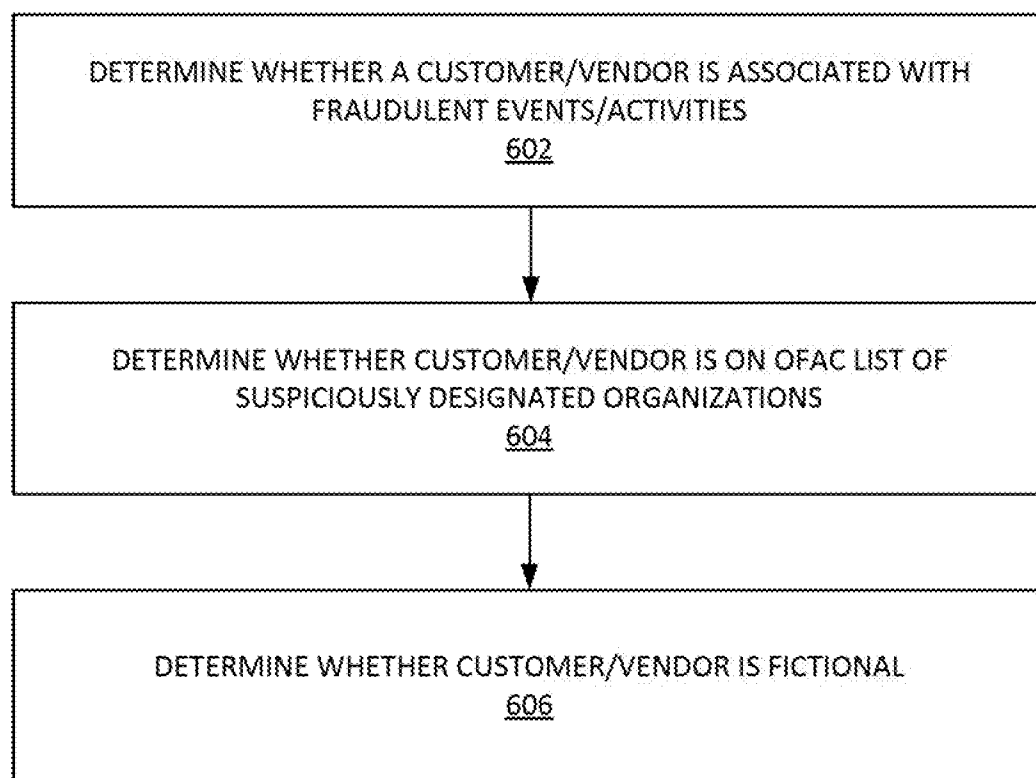 DETERMINE WHETHER A CUSTOMER/VENDOR IS ASSOCIATED WITH
FRAUDULENT EVENTS/ACTIVITIES
602
DETERMINE WHETHER CUSTOMER/VENDOR IS ON OFAC LIST OF
SUSPICIOUSLY DESIGNATED ORGANIZATIONS
604
DETERMINE WHETHER CUSTOMER/VENDOR IS FICTIONAL
606